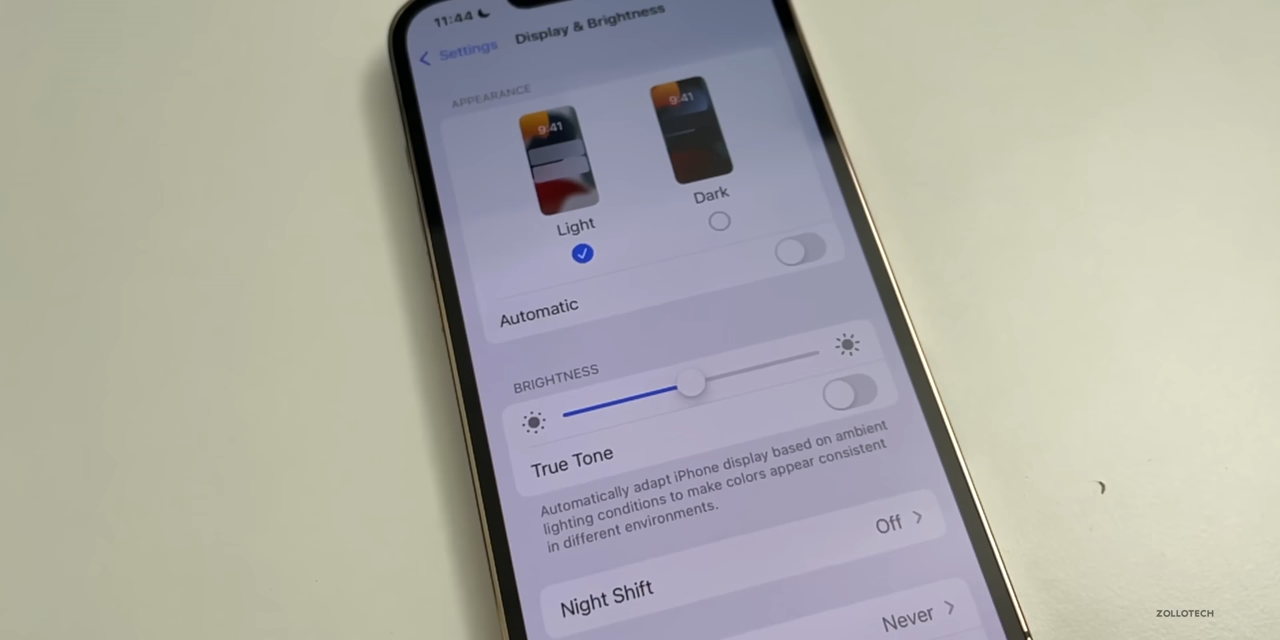 11:44
Settings
Display & Brightness
APPEARANCE
9:41
9:41
Light
Dark
Automatic
BRIGHTNESS
True Tone
Automatically adapt iPhone display based on ambient
lighting conditions to make colors appear consistent
in different environments.
Night Shift
Off
Never
ZOLLOTECH